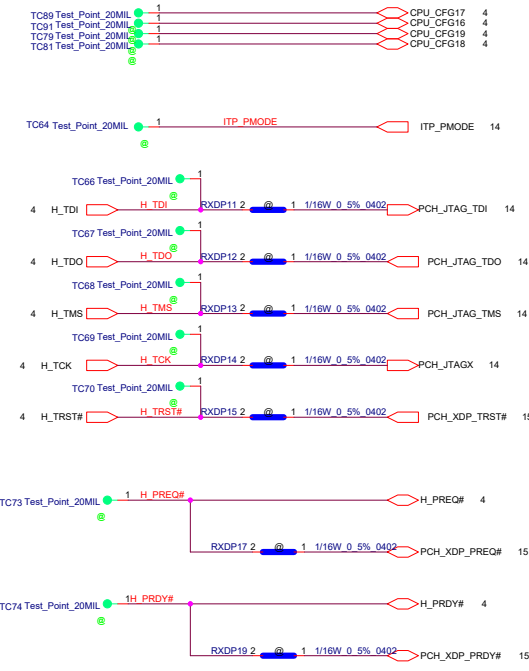 TC89 Test_Point_20MIL 1 CPU_CFG17 4
TC91 Test_Point_20MIL 1 CPU_CFG16 4
TC79 Test_Point_20MIL 1 CPU_CFG19 4
TC81 Test_Point_20MIL 1 CPU_CFG18 4
@
@
@
@
TC64 Test_Point_20MIL 1 ITP_PMODE ITP_PMODE 14
@
TC66 Test_Point_20MIL 1
@
4 H_TDI H_TDI RXDP11 2 @ 1 1/16W_0_5%_0402 PCH_JTAG_TDI 14
TC67 Test_Point_20MIL 1
@
4 H_TDO H_TDO RXDP12 2 @ 1 1/16W_0_5%_0402 PCH_JTAG_TDO 14
TC68 Test_Point_20MIL 1
@
4 H_TMS H_TMS RXDP13 2 @ 1 1/16W_0_5%_0402 PCH_JTAG_TMS 14
TC69 Test_Point_20MIL 1
@
4 H_TCK H_TCK RXDP14 2 @ 1 1/16W_0_5%_0402 PCH_JTAGX 14
TC70 Test_Point_20MIL 1
@
4 H_TRST# H_TRST# RXDP15 2 @ 1 1/16W_0_5%_0402 PCH_XDP_TRST# 15
TC73 Test_Point_20MIL 1 H_PREQ# H_PREQ# 4
@
RXDP17 2 @ 1 1/16W_0_5%_0402 PCH_XDP_PREQ# 15
TC74 Test_Point_20MIL 1 H_PRDY# H_PRDY# 4
@
RXDP19 2 @ 1 1/16W_0_5%_0402 PCH_XDP_PRDY# 15